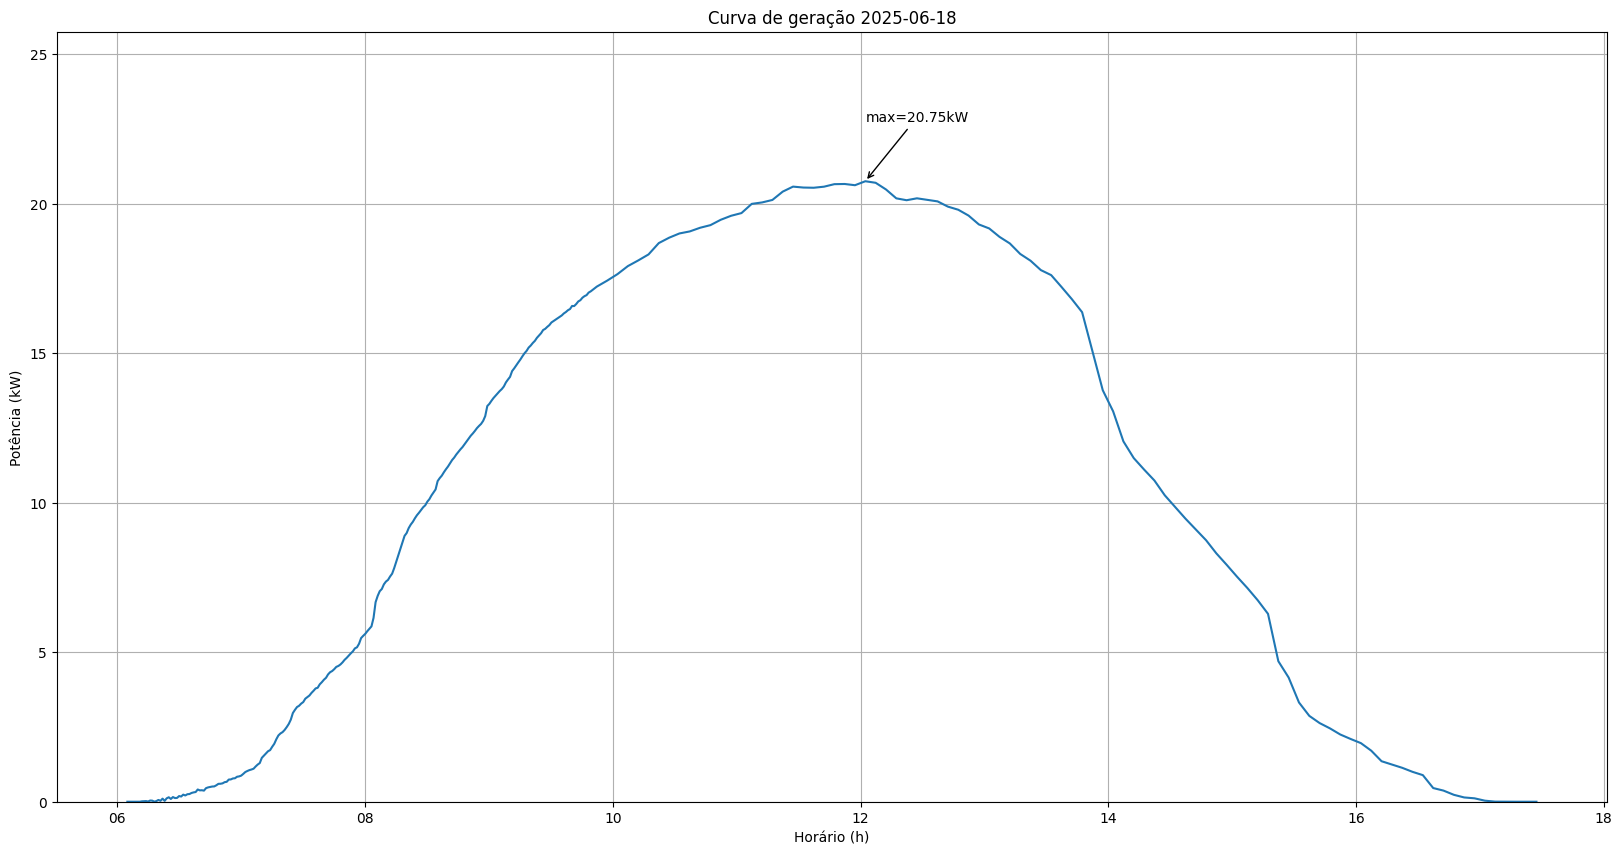 Curva de geração 2025-06-18
25
max=20.75kW
20
15
Potência (kW)
10
5
0
06 08 10 12 14 16 18
Horário (h)